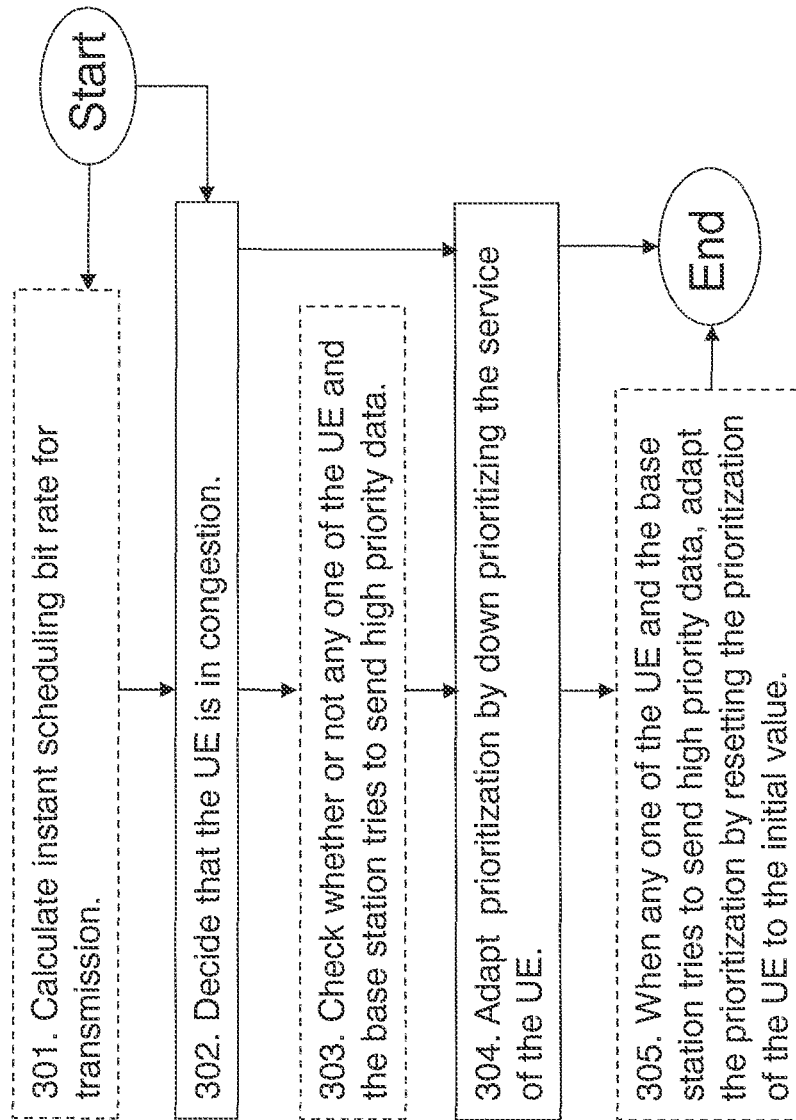 Start
301. Calculate instant scheduling bit rate for
transmission.
302. Decide that the UE is in congestion.
303. Check whether or not any one of the UE and
the base station tries to send high priority data.
304. Adapt prioritization by down prioritizing the service
of the UE.
305. When any one of the UE and the base
station tries to send high priority data, adapt
the prioritization by resetting the prioritization
of the UE to the initial value.
End